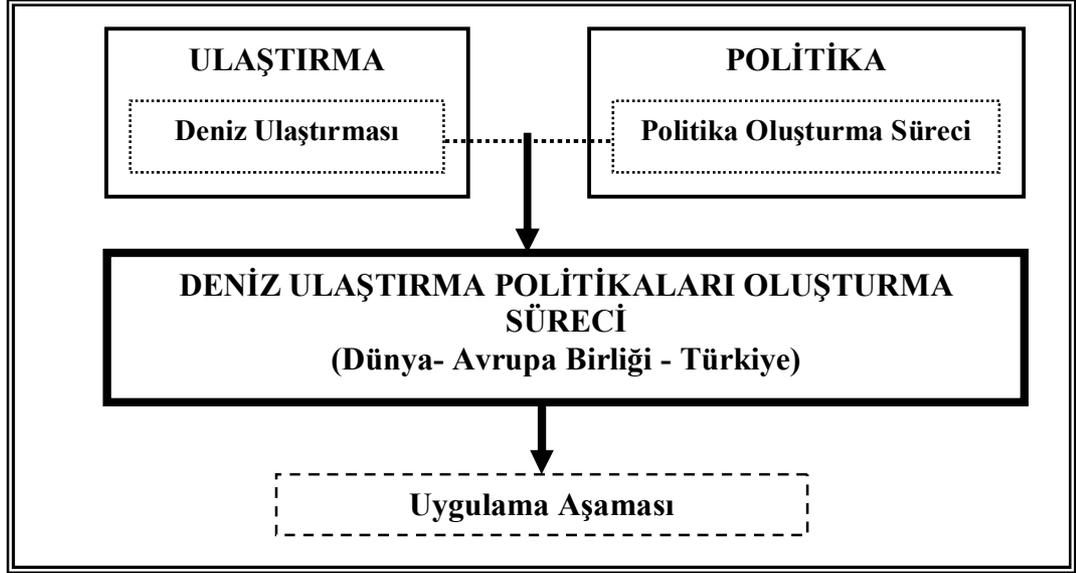 ULAŞTIRMA
Deniz Ulaştırması
POLİTİKA
Politika Oluşturma Süreci
DENİZ ULAŞTIRMA POLİTİKALARI OLUŞTURMA
SÜRECİ
(Dünya- Avrupa Birliği - Türkiye)
Uygulama Aşaması